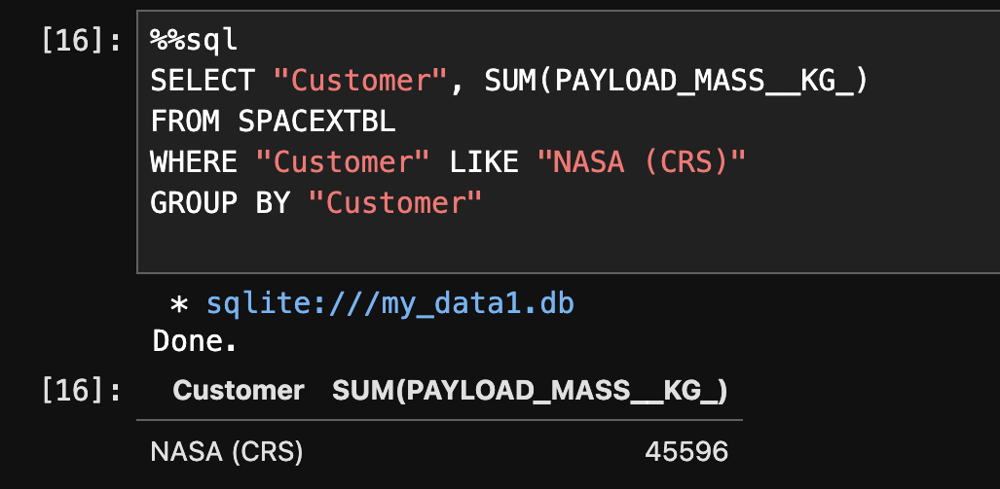 [16]: %%sql
SELECT "Customer", SUM(PAYLOAD_MASS__KG_)
FROM SPACEXTBL
WHERE "Customer" LIKE "NASA (CRS)"
GROUP BY "Customer"
* sqlite:///my_data1.db
Done.
[16]: Customer SUM(PAYLOAD_MASS__KG_)
NASA (CRS) 45596